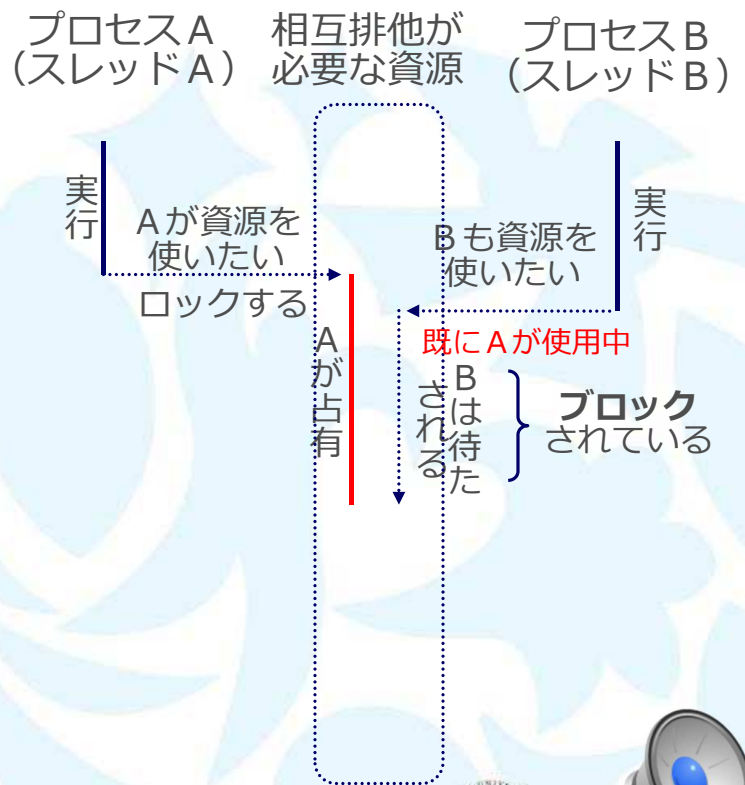 プロセスA
(スレッドA)
相互排他が
必要な資源
プロセスB
(スレッドB)
実行
Aが資源を
使いたい
ロックする
Bも資源を
使いたい
実行
既にAが使用中
Aが占有
Bは待た
される
ブロック
されている